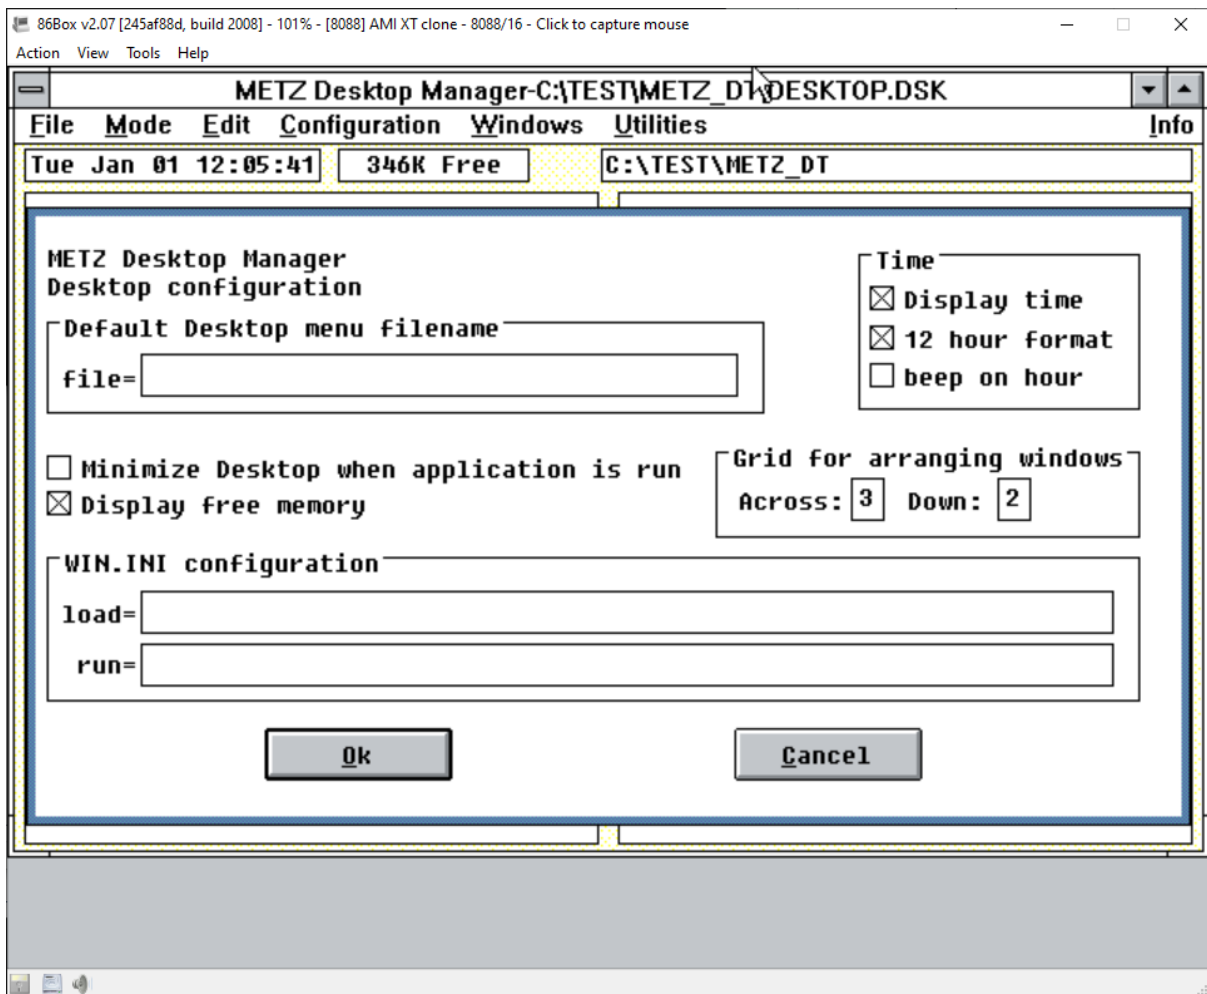 86Box v2.07 [245af88d, build 2008] - 101% - [8088] AMI XT clone - 8088/16 - Click to capture mouse
Action View Tools Help
METZ Desktop Manager-C:\TEST\METZ_DT\DESKTOP.DSK
File Mode Edit Configuration Windows Utilities Info
Tue Jan 01 12:05:41 346K Free C:\TEST\METZ_DT
METZ Desktop Manager
Desktop configuration
Default Desktop menu filename
file=
Time
Display time
12 hour format
beep on hour
Minimize Desktop when application is run
Display free memory
Grid for arranging windows
Across: 3 Down: 2
WIN.INI configuration
load=
run=
Ok Cancel